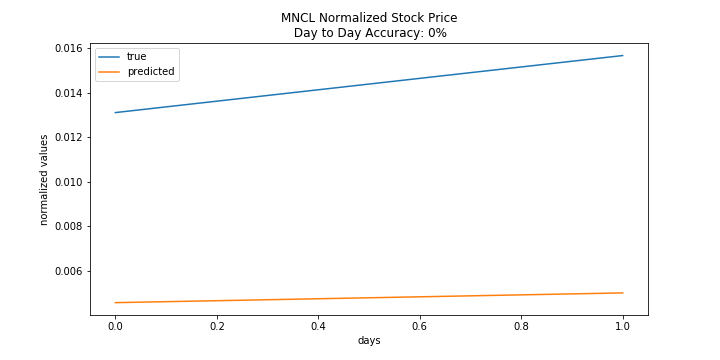 MNCL Normalized Stock Price
Day to Day Accuracy: 0%
true
predicted
normalized values
0.016
0.014
0.012
0.010
0.008
0.006
0.0 0.2 0.4 0.6 0.8 1.0
days